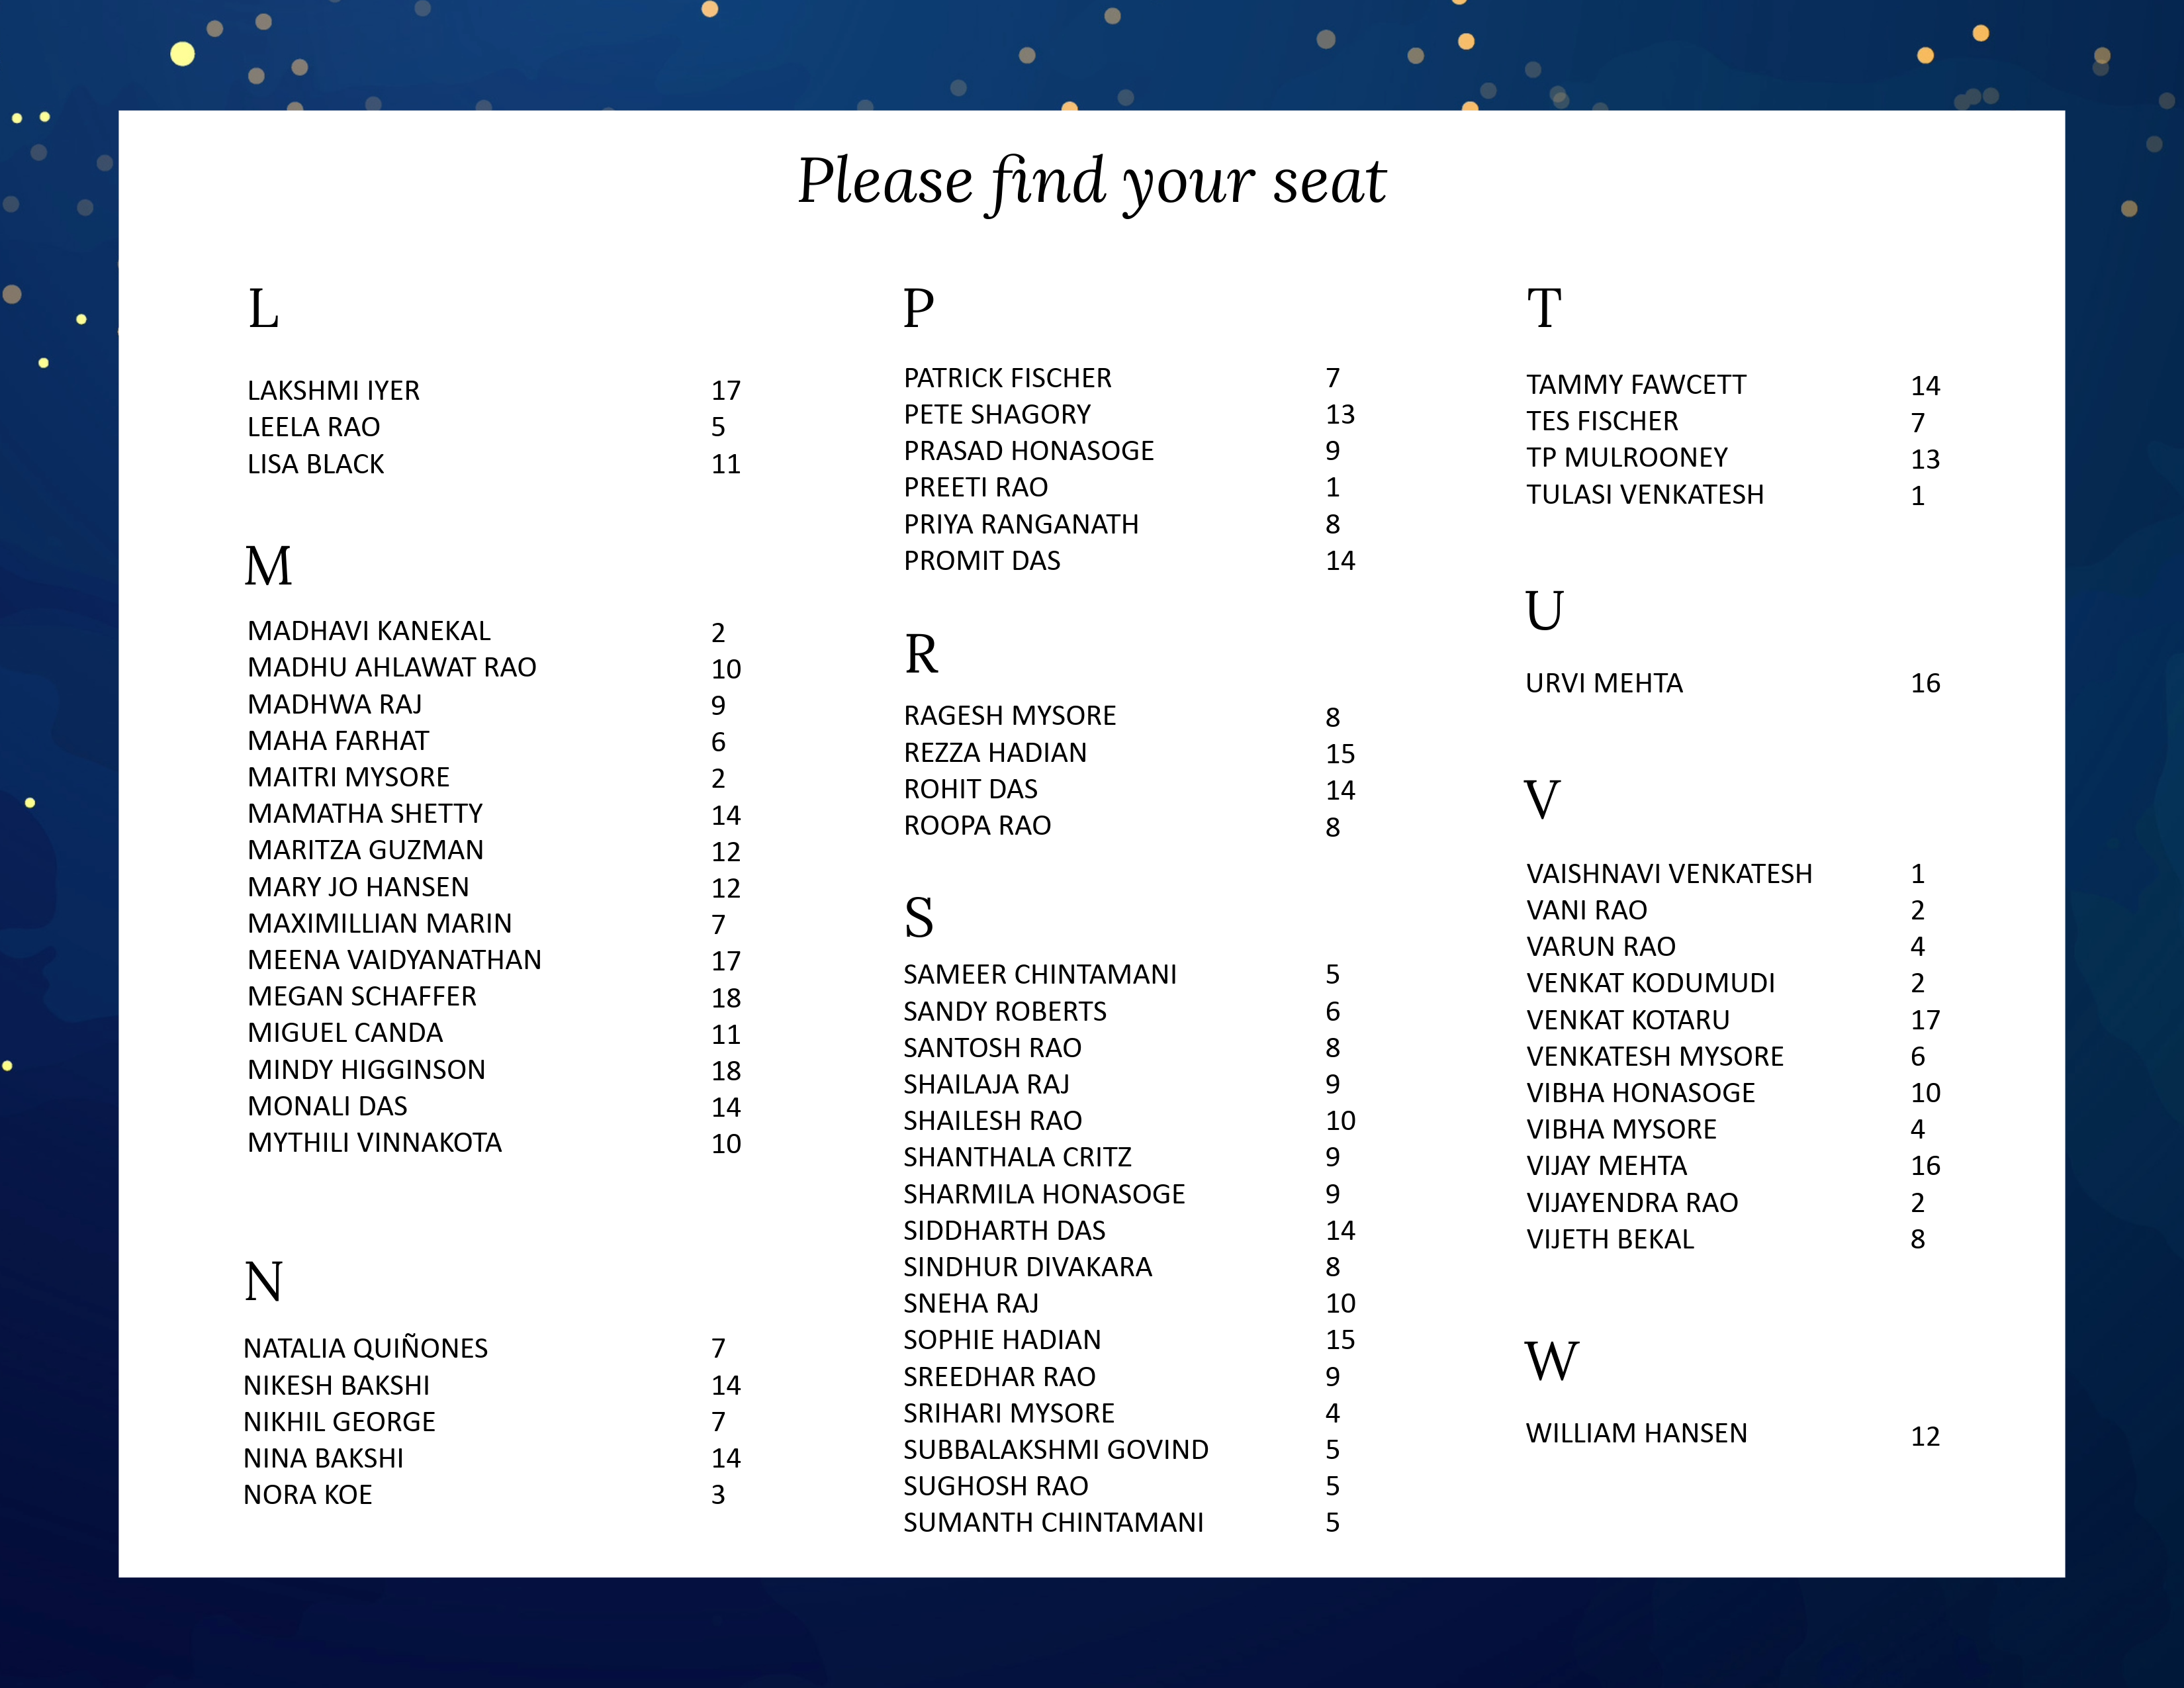 Please find your seat
L
LAKSHMI IYER 17
LEELA RAO 5
LISA BLACK 11
M
MADHAVI KANEKAL 2
MADHU AHLAWAT RAO 10
MADHWA RAJ 9
MAHA FARHAT 6
MAITRI MYSORE 2
MAMATHA SHETTY 14
MARITZA GUZMAN 12
MARY JO HANSEN 12
MAXIMILLIAN MARIN 7
MEENA VAIDYANATHAN 17
MEGAN SCHAFFER 18
MIGUEL CANDA 11
MINDY HIGGINSON 18
MONALI DAS 14
MYTHILI VINNAKOTA 10
N
NATALIA QUIÑONES 7
NIKESH BAKSHI 14
NIKHIL GEORGE 7
NINA BAKSHI 14
NORA KOE 3
P
PATRICK FISCHER 7
PETE SHAGORY 13
PRASAD HONASOGE 9
PREETI RAO 1
PRIYA RANGANATH 8
PROMIT DAS 14
R
RAGESH MYSORE 8
REZZA HADIAN 15
ROHIT DAS 14
ROOPA RAO 8
S
SAMEER CHINTAMANI 5
SANDY ROBERTS 6
SANTOSH RAO 8
SHAILAJA RAJ 9
SHAILESH RAO 10
SHANTHALA CRITZ 9
SHARMILA HONASOGE 9
SIDDHARTH DAS 14
SINDHUR DIVAKARA 8
SNEHA RAJ 10
SOPHIE HADIAN 15
SREEDHAR RAO 9
SRIHARI MYSORE 4
SUBBALAKSHMI GOVIND 5
SUGHOSH RAO 5
SUMANTH CHINTAMANI 5
T
TAMMY FAWCETT 14
TES FISCHER 7
TP MULROONEY 13
TULASI VENKATESH 1
U
URVI MEHTA 16
V
VAISHNAVI VENKATESH 1
VANI RAO 2
VARUN RAO 4
VENKAT KODUMUDI 2
VENKAT KOTARU 17
VENKATESH MYSORE 6
VIBHA HONASOGE 10
VIBHA MYSORE 4
VIJAY MEHTA 16
VIJAYENDRA RAO 2
VIJETH BEKAL 8
W
WILLIAM HANSEN 12